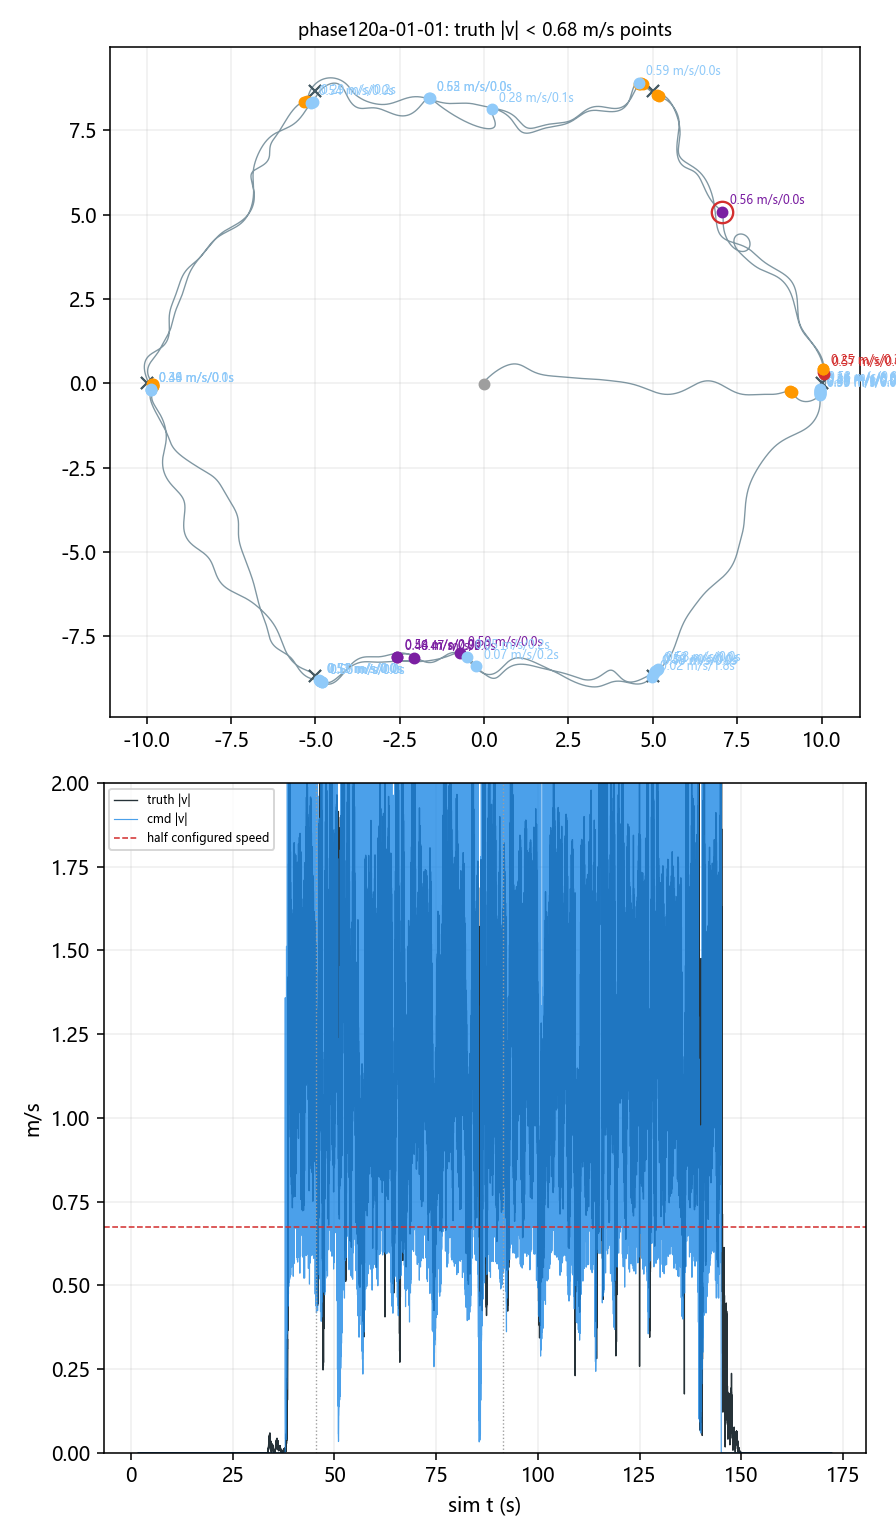 phase120a-01-01: truth |v| < 0.68 m/s points
0.59 m/s/0.0s
0.28 m/s/0.1s
0.56 m/s/0.0s
7.5
5.0
2.5
0.0
-2.5
-5.0
-7.5
0.59 m/s/0.0s
0.07 m/s/0.2s
-10.0 -7.5 -5.0 -2.5 0.0 2.5 5.0 7.5 10.0
2.00
1.75
1.50
1.25
1.00
0.75
0.50
0.25
0.00
m/s
truth |v|
cmd |v|
half configured speed
0 25 50 75 100 125 150 175
sim t (s)